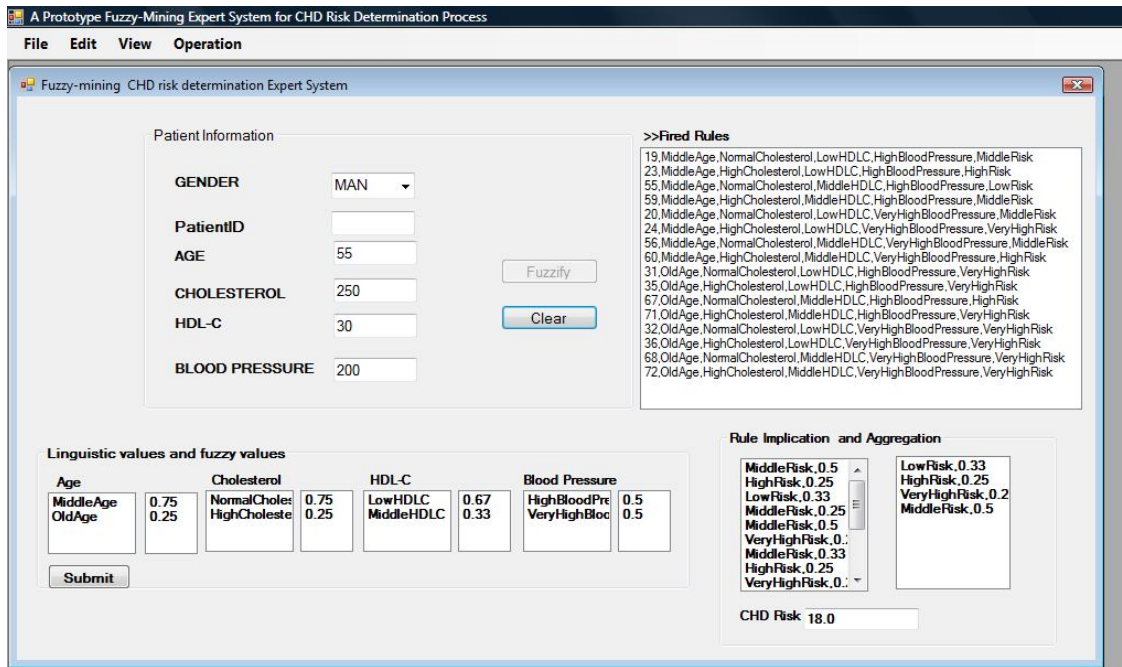 A Prototype Fuzzy-Mining Expert System for CHD Risk Determination Process
File Edit View Operation
Fuzzy-mining CHD risk determination Expert System
Patient Information
GENDER MAN
PatientID
AGE 55
CHOLESTEROL 250
HDL-C 30
BLOOD PRESSURE 200
Fuzzify
Clear
>>Fired Rules
19,MiddleAge,NormalCholesterol,LowHDLC,HighBloodPressure,MiddleRisk
23,MiddleAge,HighCholesterol,LowHDLC,HighBloodPressure,HighRisk
55,MiddleAge,NormalCholesterol,MiddleHDLC,HighBloodPressure,LowRisk
59,MiddleAge,HighCholesterol,MiddleHDLC,HighBloodPressure,MiddleRisk
20,MiddleAge,NormalCholesterol,LowHDLC,VeryHighBloodPressure,MiddleRisk
24,MiddleAge,HighCholesterol,LowHDLC,VeryHighBloodPressure,VeryHighRisk
56,MiddleAge,NormalCholesterol,MiddleHDLC,VeryHighBloodPressure,MiddleRisk
60,MiddleAge,HighCholesterol,MiddleHDLC,VeryHighBloodPressure,HighRisk
31,OldAge,NormalCholesterol,LowHDLC,HighBloodPressure,VeryHighRisk
35,OldAge,HighCholesterol,LowHDLC,HighBloodPressure,VeryHighRisk
67,OldAge,NormalCholesterol,MiddleHDLC,HighBloodPressure,HighRisk
71,OldAge,HighCholesterol,MiddleHDLC,HighBloodPressure,VeryHighRisk
32,OldAge,NormalCholesterol,LowHDLC,VeryHighBloodPressure,VeryHighRisk
36,OldAge,HighCholesterol,LowHDLC,VeryHighBloodPressure,VeryHighRisk
68,OldAge,NormalCholesterol,MiddleHDLC,VeryHighBloodPressure,VeryHighRisk
72,OldAge,HighCholesterol,MiddleHDLC,VeryHighBloodPressure,VeryHighRisk
Linguistic values and fuzzy values
Age Cholesterol HDL-C Blood Pressure
MiddleAge 0.75 NormalCholes 0.75 LowHDLC 0.67 HighBloodPre 0.5
OldAge 0.25 HighCholeste 0.25 MiddleHDLC 0.33 VeryHighBloo 0.5
Submit
Rule Implication and Aggregation
MiddleRisk,0.5
HighRisk,0.25
LowRisk,0.33
MiddleRisk,0.25
MiddleRisk,0.5
VeryHighRisk,0.2
MiddleRisk,0.33
HighRisk,0.25
VeryHighRisk,0.2
LowRisk,0.33
HighRisk,0.25
VeryHighRisk,0.2
MiddleRisk,0.5
CHD Risk 18.0